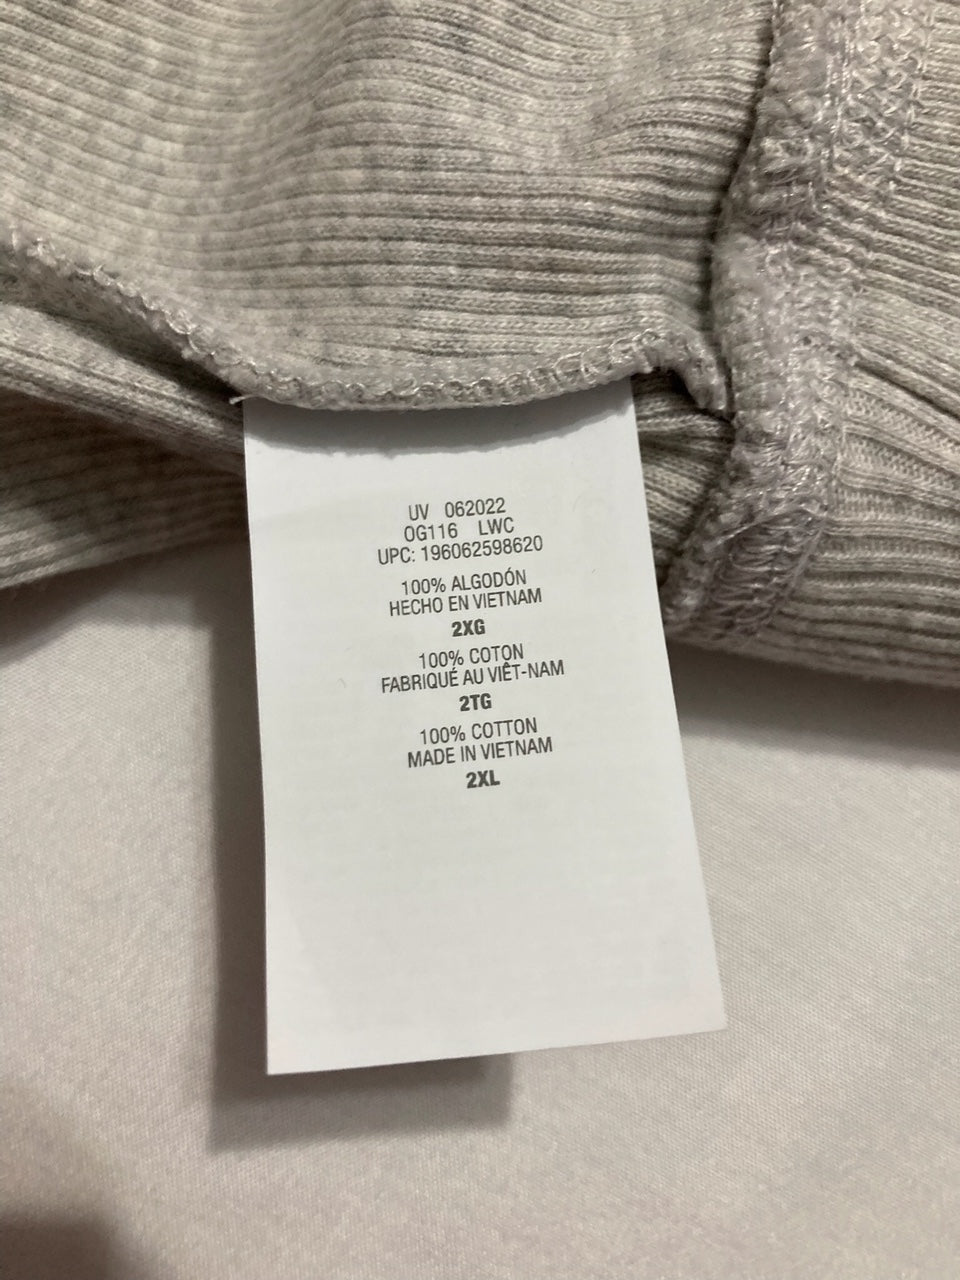 UV 062022
OG116 LWC
UPC: 196062598620
100% ALGODÓN
HECHO EN VIETNAM
2XG
100% COTON
FABRIQUÉ AU VIÊT-NAM
2TG
100% COTTON
MADE IN VIETNAM
2XL